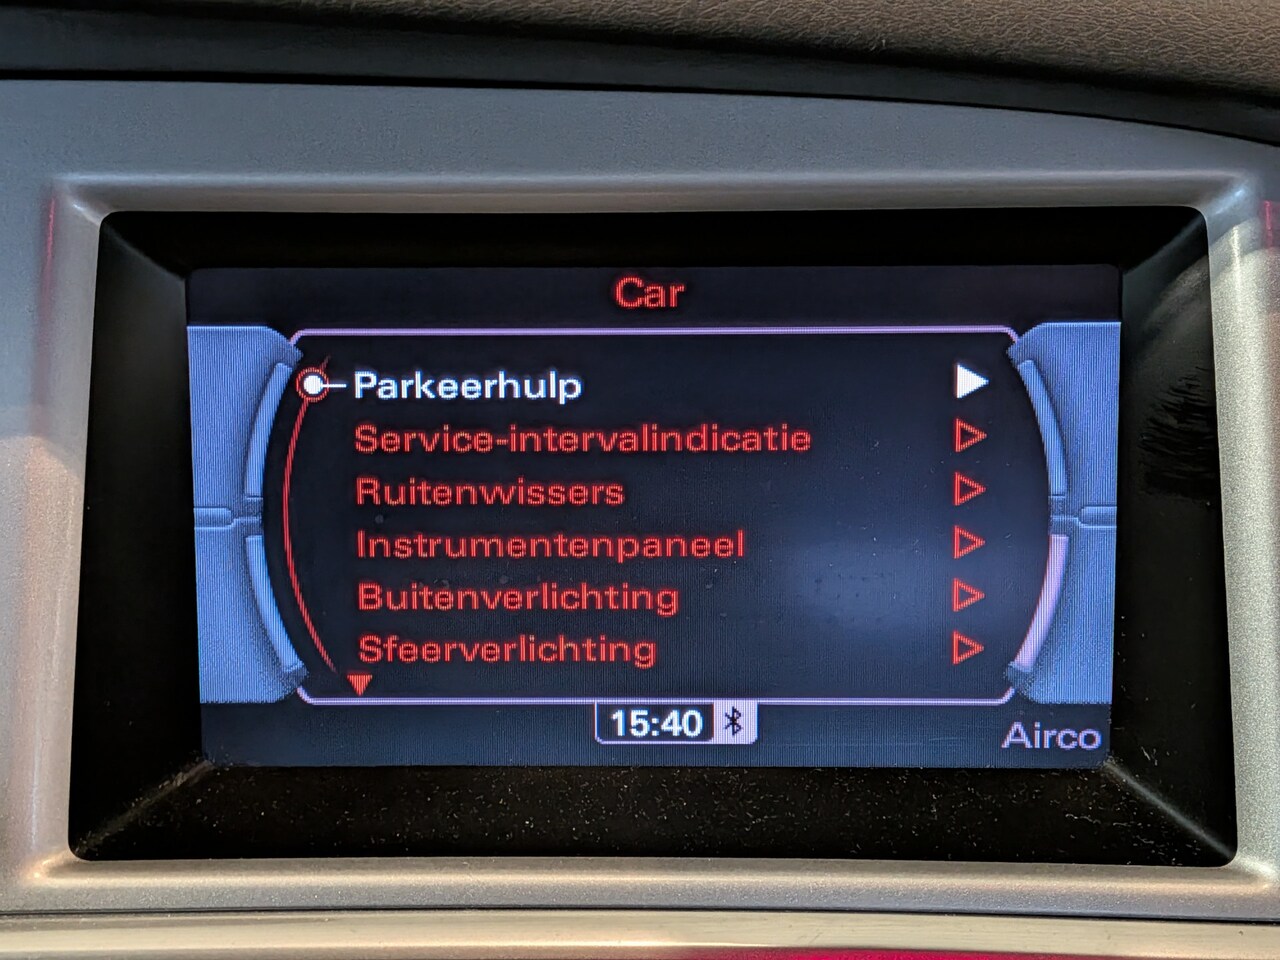 Car
Parkeerhulp
Service-intervalindicatie
Ruitenwissers
Instrumentenpaneel
Buitenverlichting
Sfeerverlichting
15:40
Airco